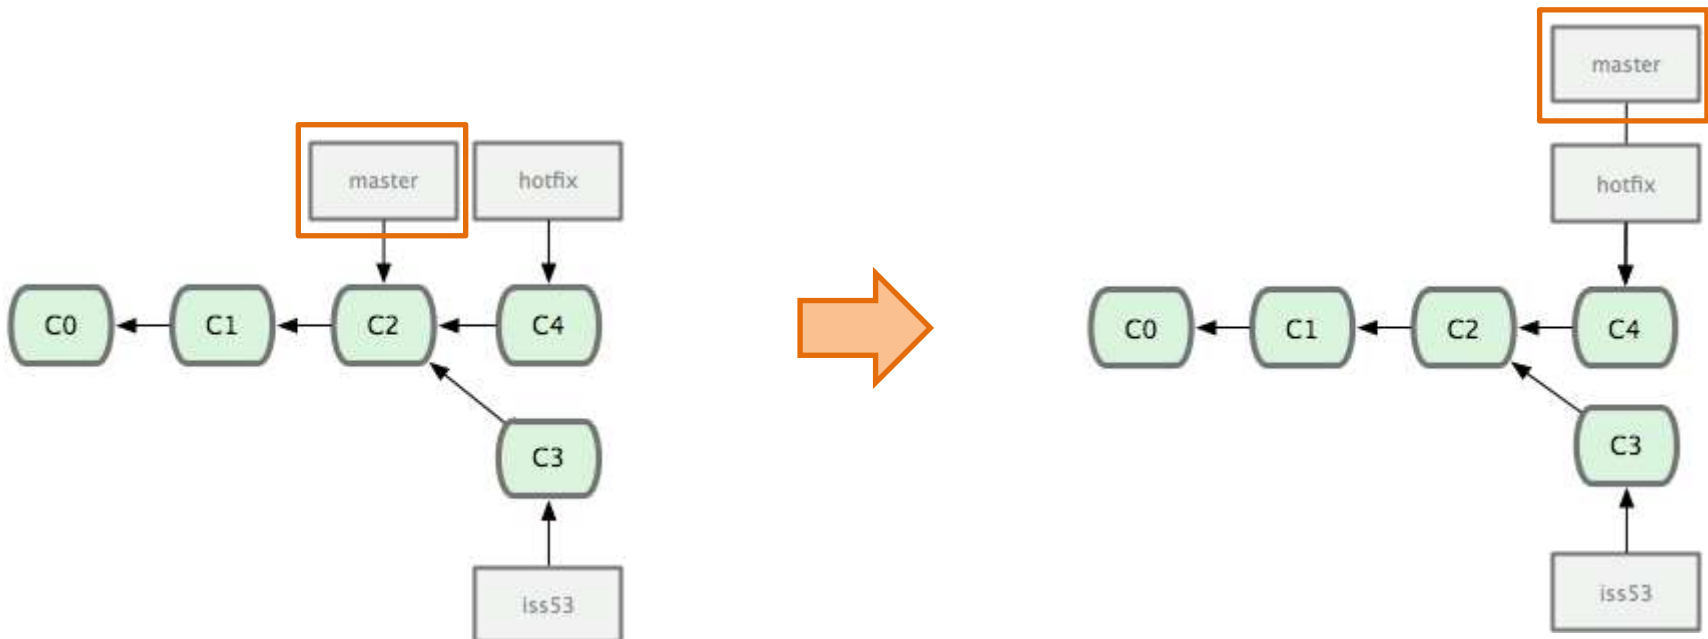 master hotfix
C0 C1 C2 C4
C3
iss53
master
hotfix
C0 C1 C2 C4
C3
iss53